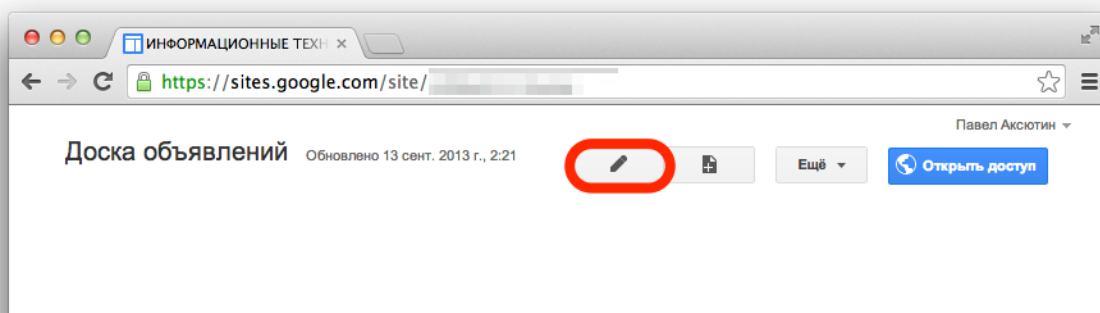 ИНФОРМАЦИОННЫЕ ТЕХН
https://sites.google.com/site/
Павел Аксютин
Доска объявлений Обновлено 13 сент. 2013 г., 2:21
Ещё
Открыть доступ